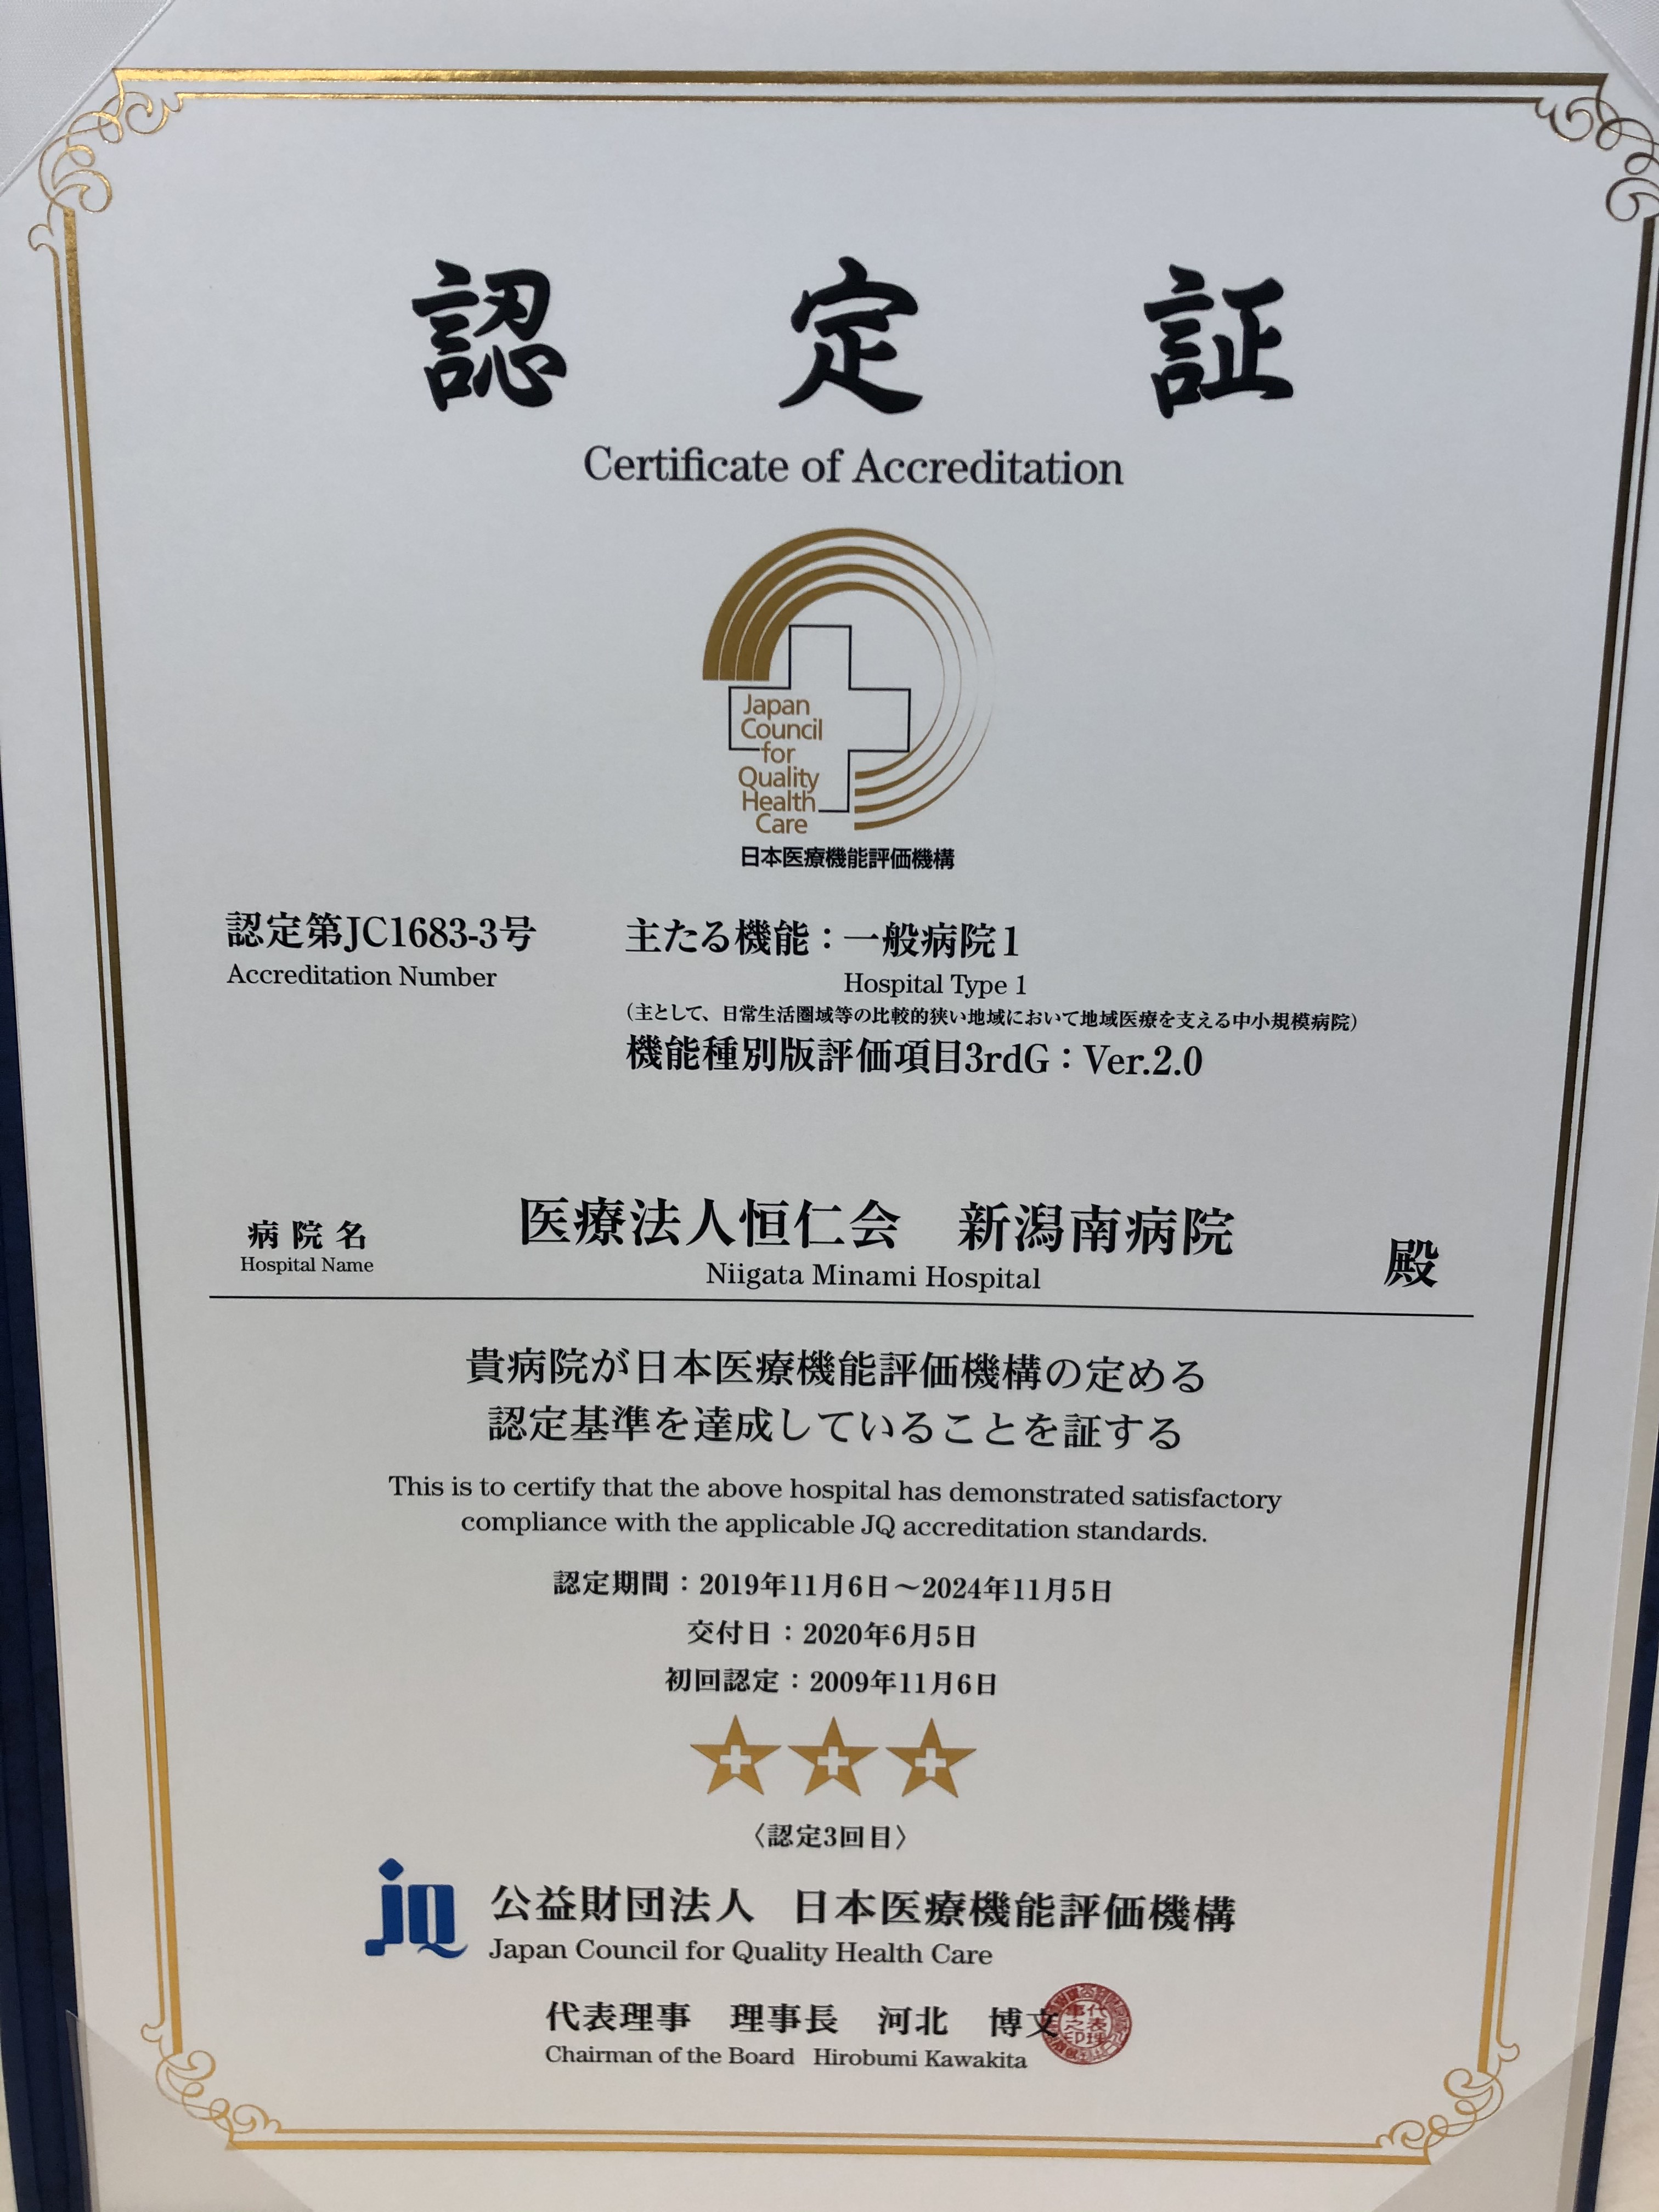 認定証
Certificate of Accreditation
Japan
Council
for
Quality
Health
Care
日本医療機能評価機構
認定第JC1683-3号
Accreditation Number
主たる機能：一般病院1
Hospital Type 1
（主として、日常生活圏域等の比較的狭い地域において地域医療を支える中小規模病院）
機能種別版評価項目3rdG：Ver.2.0
病院名
Hospital Name
医療法人恒仁会　新潟南病院
Niigata Minami Hospital
殿
貴病院が日本医療機能評価機構の定める
認定基準を達成していることを証する
This is to certify that the above hospital has demonstrated satisfactory
compliance with the applicable JQ accreditation standards.
認定期間：2019年11月6日～2024年11月5日
交付日：2020年6月5日
初回認定：2009年11月6日
〈認定3回目〉
JQ
公益財団法人　日本医療機能評価機構
Japan Council for Quality Health Care
代表理事　理事長　河北　博文
Chairman of the Board Hirobumi Kawakita
代表理事之印